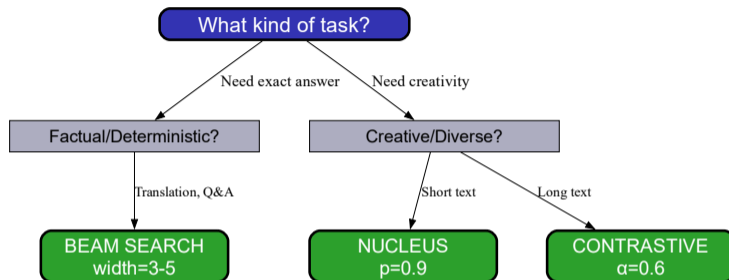 What kind of task?
Need exact answer
Need creativity
Factual/Deterministic?
Creative/Diverse?
Translation, Q&A
Short text
Long text
BEAM SEARCH
width=3-5
NUCLEUS
p=0.9
CONTRASTIVE
α=0.6